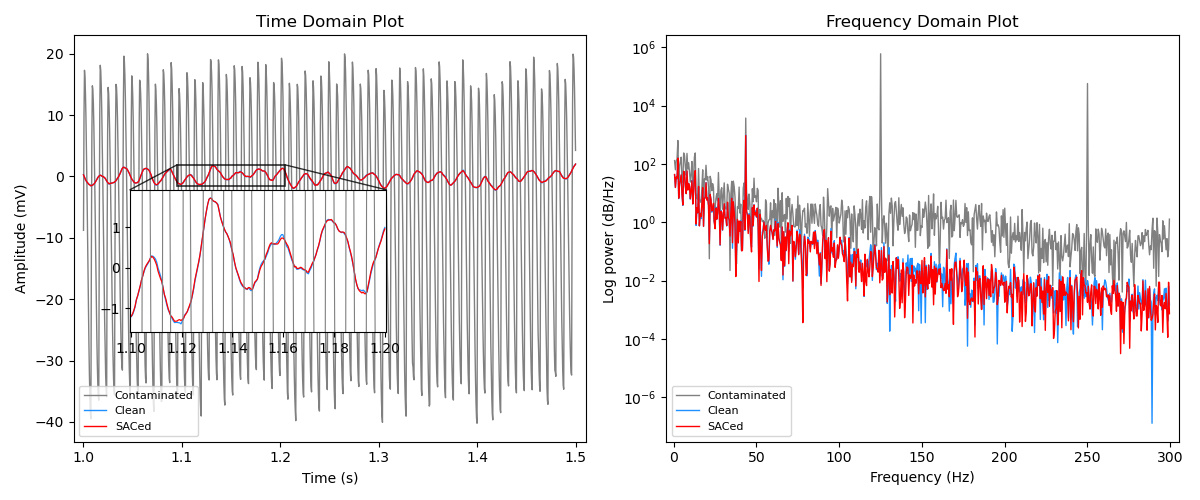 Time Domain Plot
Amplitude (mV)
20
10
0
−10
−20
−30
−40
1
0
−1
1.10 1.12 1.14 1.16 1.18 1.20
Contaminated
Clean
SACed
1.0 1.1 1.2 1.3 1.4 1.5
Time (s)
Frequency Domain Plot
Log power (dB/Hz)
10^6
10^4
10^2
10^0
10^−2
10^−4
10^−6
Contaminated
Clean
SACed
0 50 100 150 200 250 300
Frequency (Hz)